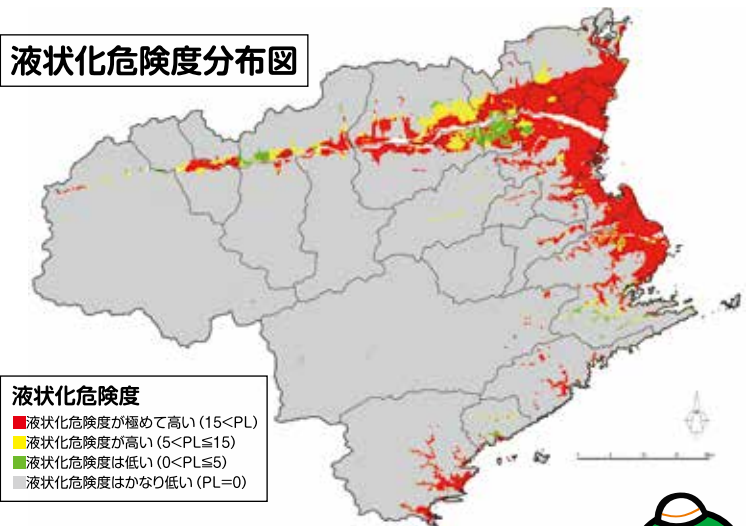 液状化危険度分布図
液状化危険度
液状化危険度が極めて高い(15<PL)
液状化危険度が高い(5<PL≦15)
液状化危険度は低い(0<PL≦5)
液状化危険度はかなり低い(PL=0)